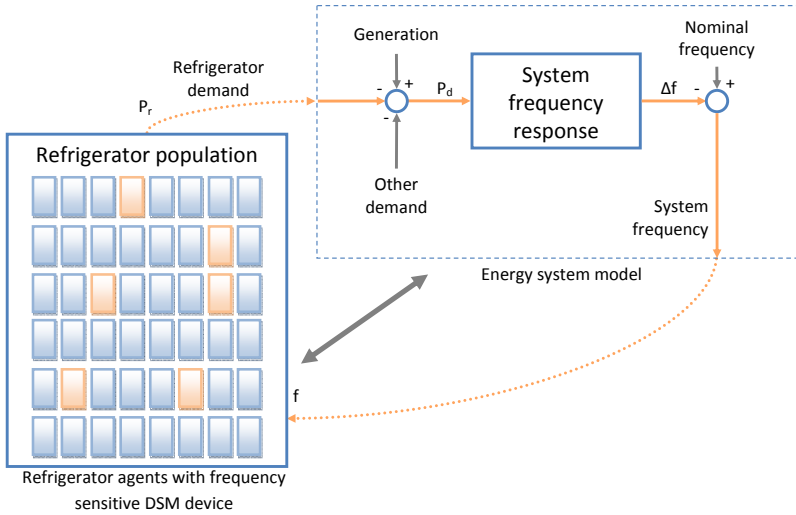 Generation
Nominal
frequency
Refrigerator
demand
P_r
-
+
-
P_d
System
frequency
response
Δf
-
+
Refrigerator population
Other
demand
System
frequency
Energy system model
f
Refrigerator agents with frequency
sensitive DSM device